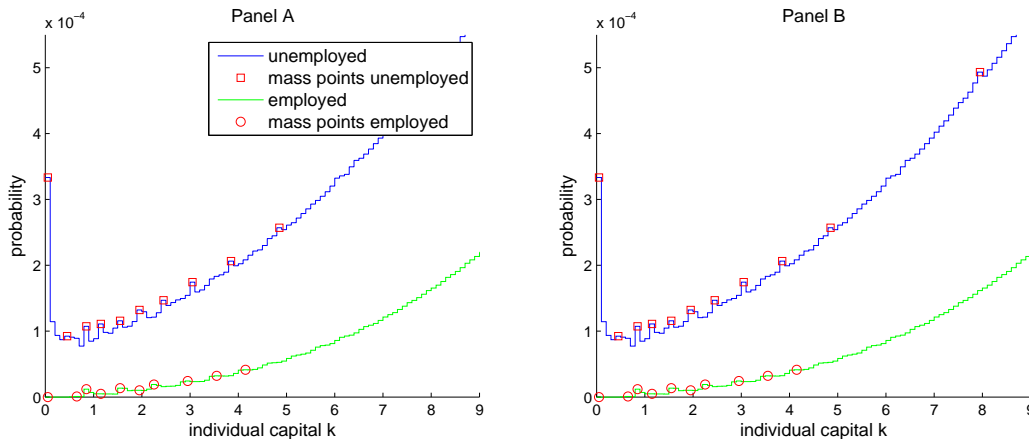 Panel A
x 10⁻⁴
5
4
3
2
1
0
probability
0 1 2 3 4 5 6 7 8 9
individual capital k
unemployed
mass points unemployed
employed
mass points employed
Panel B
x 10⁻⁴
5
4
3
2
1
0
probability
0 1 2 3 4 5 6 7 8 9
individual capital k